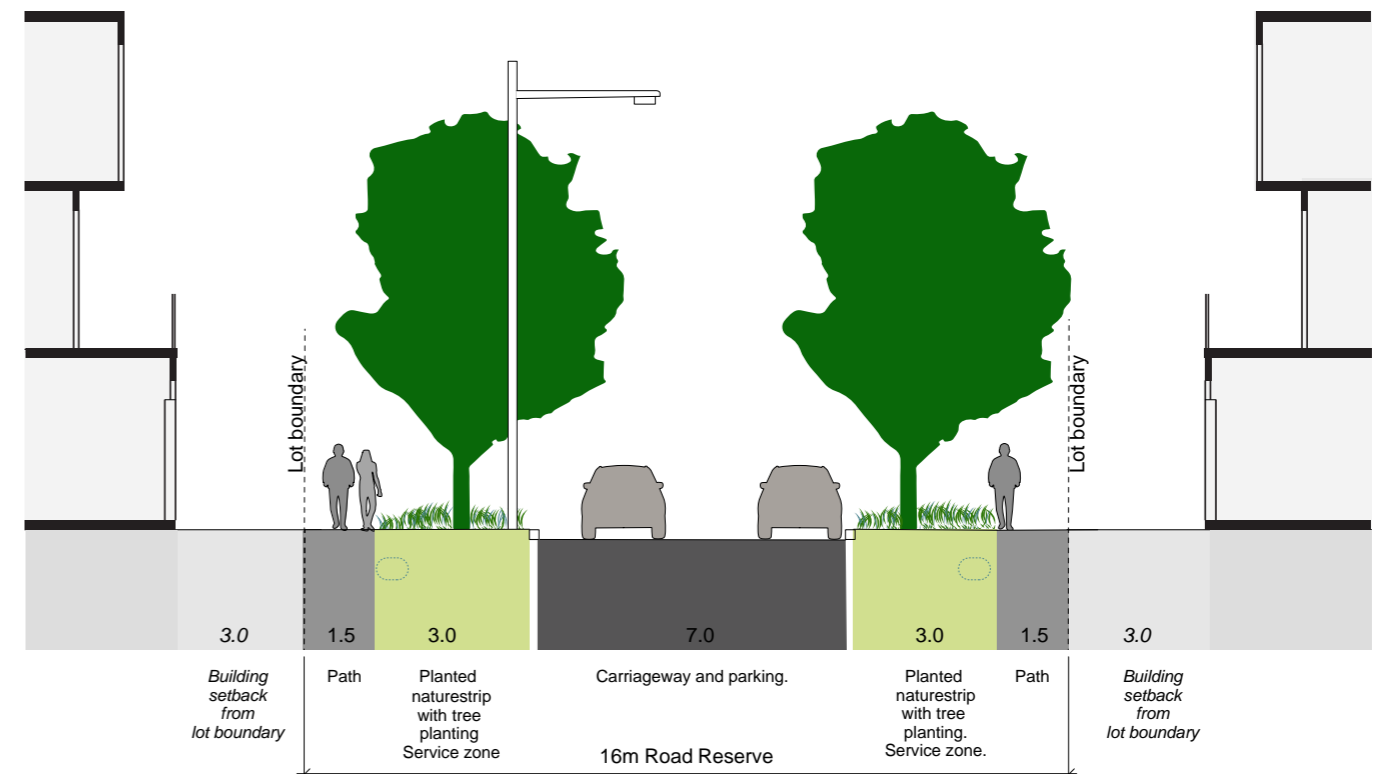 Lot boundary
Lot boundary
3.0
1.5
3.0
7.0
3.0
1.5
3.0
Building
setback
from
lot boundary
Path
Planted
naturestrip
with tree
planting
Service zone
Carriageway and parking.
Planted
naturestrip
with tree
planting.
Service zone.
Path
Building
setback
from
lot boundary
16m Road Reserve